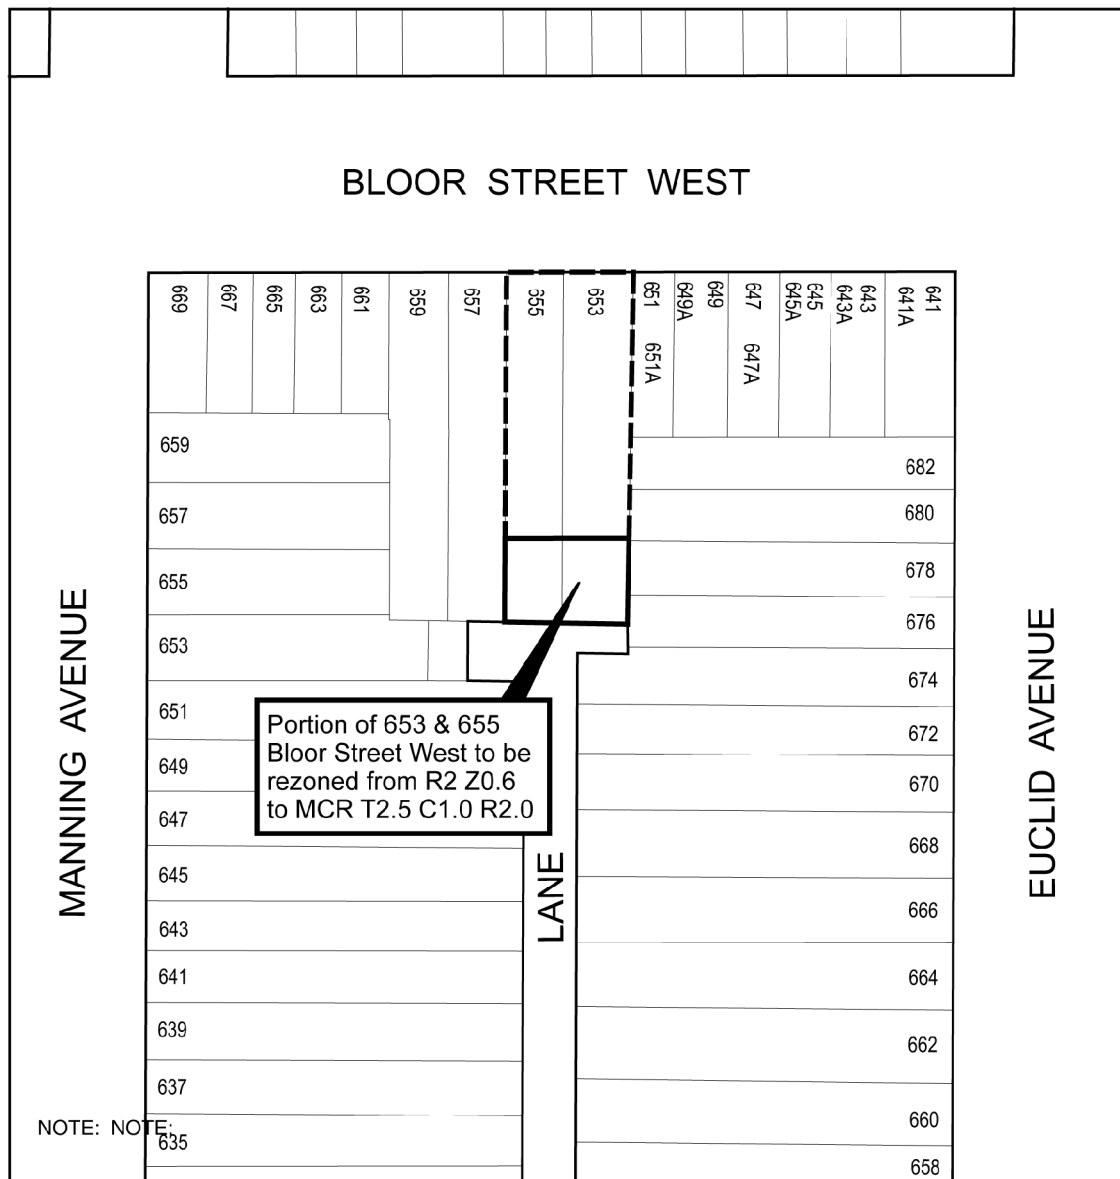 BLOOR STREET WEST
669
667
665
663
661
659
657
655
653
651
651A
649A
649
647
647A
645A
645
643A
643
641A
641
659
657
655
653
651
649
647
645
643
641
639
637
635
682
680
678
676
674
672
670
668
666
664
662
660
658
MANNING AVENUE
EUCLID AVENUE
LANE
Portion of 653 & 655
Bloor Street West to be
rezoned from R2 Z0.6
to MCR T2.5 C1.0 R2.0
NOTE: NOTE: